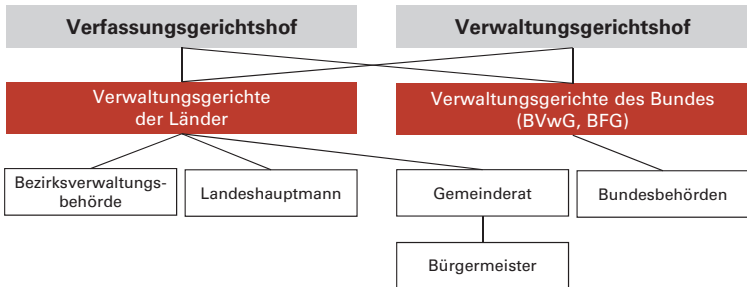 Verfassungsgerichtshof
Verwaltungsgerichtshof
Verwaltungsgerichte
der Länder
Verwaltungsgerichte des Bundes
(BVwG, BFG)
Bezirksverwaltungs-
behörde
Landeshauptmann
Gemeinderat
Bundesbehörden
Bürgermeister